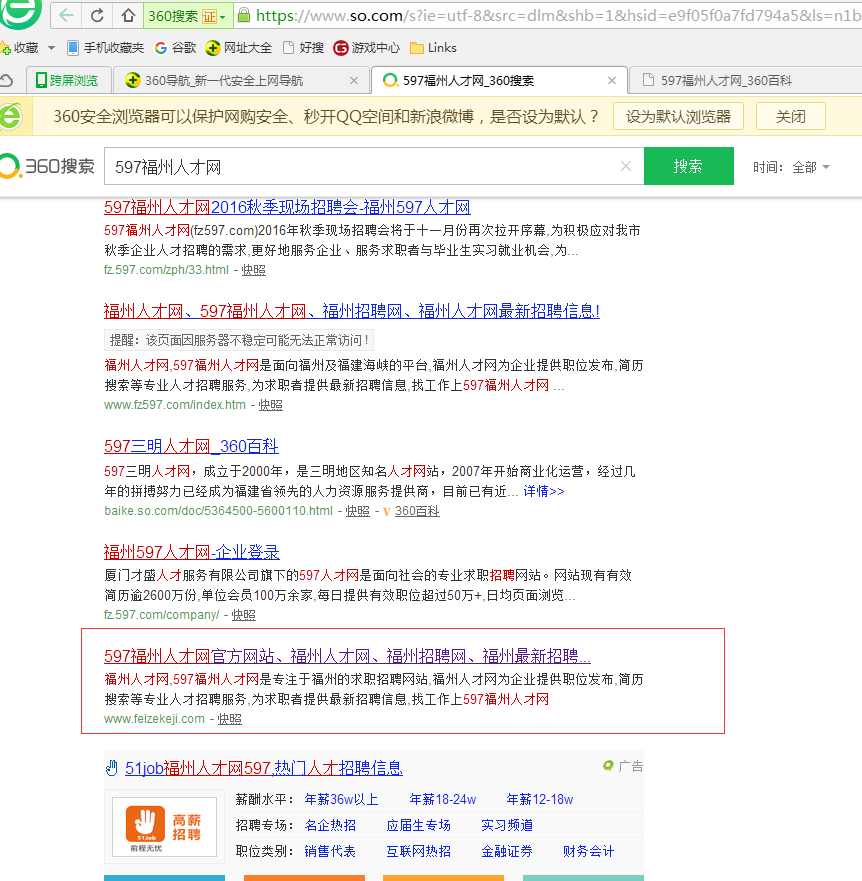 360搜索 证 https://www.so.com/s?ie=utf-8&src=dlm&shb=1&hsid=e9f05f0a7fd794a5&ls=n1b
收藏 手机收藏夹 谷歌 网址大全 好搜 游戏中心 Links
跨屏浏览 360导航_新一代安全上网导航 597福州人才网_360搜索 597福州人才网_360百科
360安全浏览器可以保护网购安全、秒开QQ空间和新浪微博，是否设为默认？ 设为默认浏览器 关闭
360搜索 597福州人才网 搜索 时间： 全部
597福州人才网2016秋季现场招聘会-福州597人才网
597福州人才网(fz597.com)2016年秋季现场招聘会将于十一月份再次拉开序幕,为积极应对我市
秋季企业人才招聘的需求,更好地服务企业、服务求职者与毕业生实习就业机会,为...
fz.597.com/zph/33.html - 快照
福州人才网、597福州人才网、福州招聘网、福州人才网最新招聘信息!
提醒：该页面因服务器不稳定可能无法正常访问！
福州人才网,597福州人才网是面向福州及福建海峡的平台,福州人才网为企业提供职位发布,简历
搜索等专业人才招聘服务,为求职者提供最新招聘信息,找工作上597福州人才网 ...
www.fz597.com/index.htm - 快照
597三明人才网_360百科
597三明人才网，成立于2000年，是三明地区知名人才网站，2007年开始商业化运营，经过几
年的拼搏努力已经成为福建省领先的人力资源服务提供商，目前已有近... 详情>>
baike.so.com/doc/5364500-5600110.html - 快照 - v 360百科
福州597人才网-企业登录
厦门才盛人才服务有限公司旗下的597人才网是面向社会的专业求职招聘网站。网站现有有效
简历逾2600万份,单位会员100万余家,每日提供有效职位超过50万+,日均页面浏览...
fz.597.com/company/ - 快照
597福州人才网官方网站、福州人才网、福州招聘网、福州最新招聘...
福州人才网,597福州人才网是专注于福州的求职招聘网站,福州人才网为企业提供职位发布,简历
搜索等专业人才招聘服务,为求职者提供最新招聘信息,找工作上597福州人才网
www.feizekeji.com - 快照
51job福州人才网597,热门人才招聘信息 广告
51Job 前程无忧 高薪招聘
薪酬水平： 年薪36w以上 年薪18-24w 年薪12-18w
招聘专场： 名企热招 应届生专场 实习频道
职位类别： 销售代表 互联网热招 金融证券 财务会计